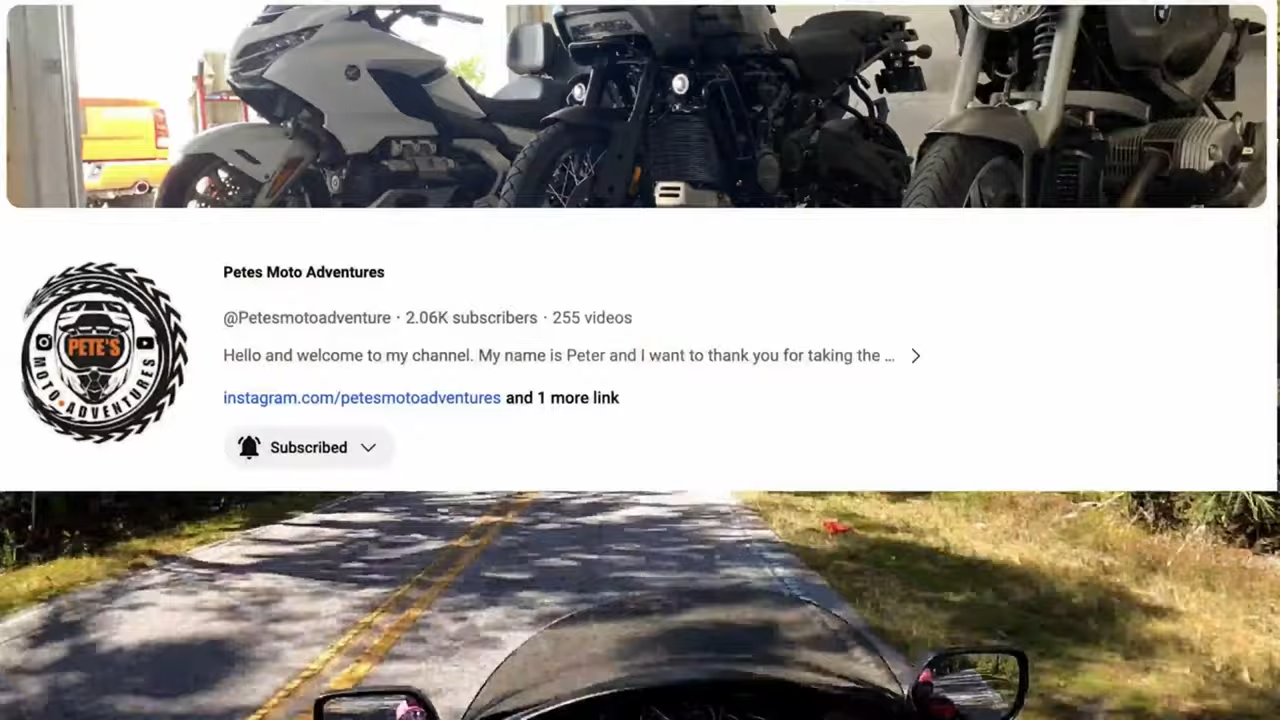 Petes Moto Adventures
@Petesmotoadventure · 2.06K subscribers · 255 videos
Hello and welcome to my channel. My name is Peter and I want to thank you for taking the ...
PETE'S
MOTO • ADVENTURES
instagram.com/petesmotoadventures and 1 more link
Subscribed